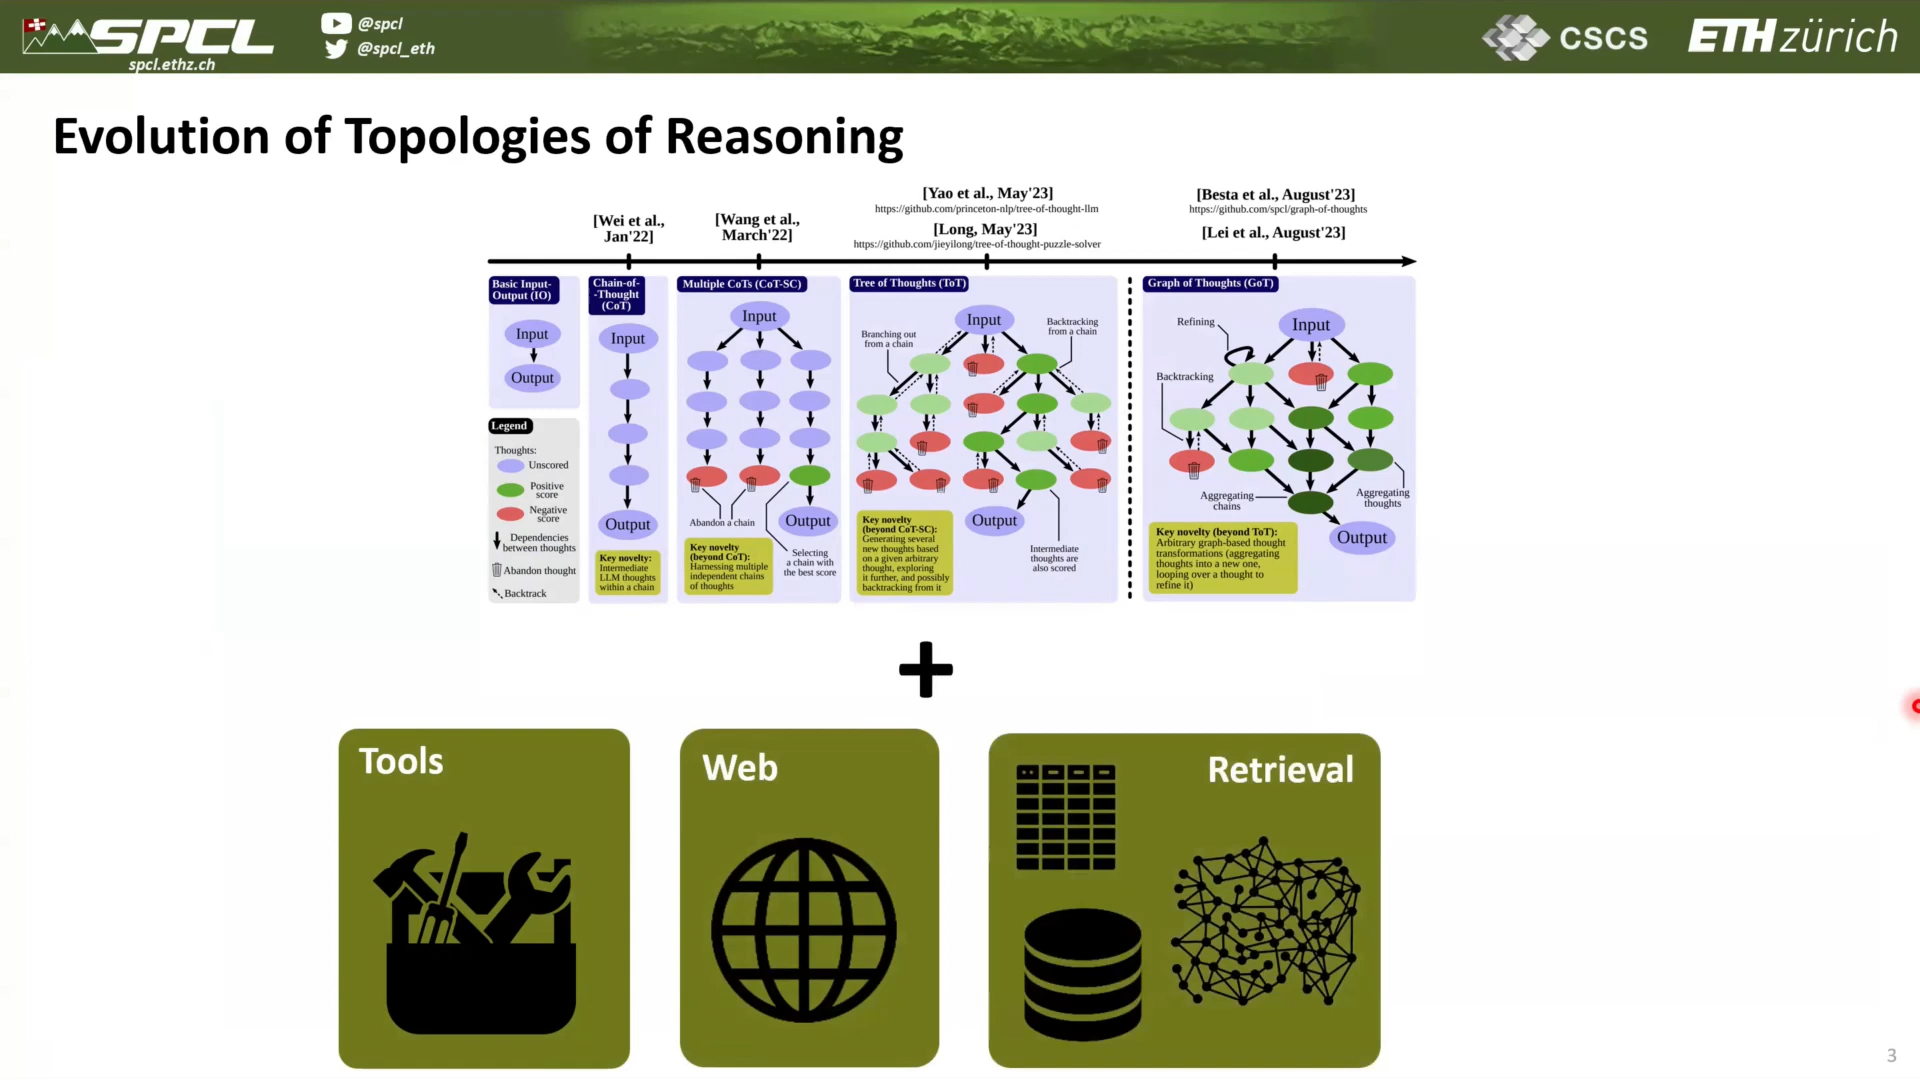 SPCL
spcl.ethz.ch
@spcl
@spcl_eth
CSCS
ETH zürich
Evolution of Topologies of Reasoning
[Wei et al.,
Jan'22]
[Wang et al.,
March'22]
[Yao et al., May'23]
https://github.com/princeton-nlp/tree-of-thought-llm
[Long, May'23]
https://github.com/jieyilong/tree-of-thought-puzzle-solver
[Besta et al., August'23]
https://github.com/spcl/graph-of-thoughts
[Lei et al., August'23]
Basic Input-
Output (IO)
Input
Output
Legend
Thoughts:
Unscored
Positive
score
Negative
score
Dependencies
between thoughts
Abandon thought
Backtrack
Chain-of-
-Thought
(CoT)
Input
Output
Key novelty:
Intermediate
LLM thoughts
within a chain
Multiple CoTs (CoT-SC)
Input
Abandon a chain
Output
Key novelty
(beyond CoT):
Harnessing multiple
independent chains
of thoughts
Selecting
a chain with
the best score
Tree of Thoughts (ToT)
Input
Branching out
from a chain
Backtracking
from a chain
Key novelty
(beyond CoT-SC):
Generating several
new thoughts based
on a given arbitrary
thought, exploring
it further, and possibly
backtracking from it
Output
Intermediate
thoughts are
also scored
Graph of Thoughts (GoT)
Refining
Input
Backtracking
Aggregating
chains
Aggregating
thoughts
Key novelty (beyond ToT):
Arbitrary graph-based thought
transformations (aggregating
thoughts into a new one,
looping over a thought to
refine it)
Output
+
Tools
Web
Retrieval
3